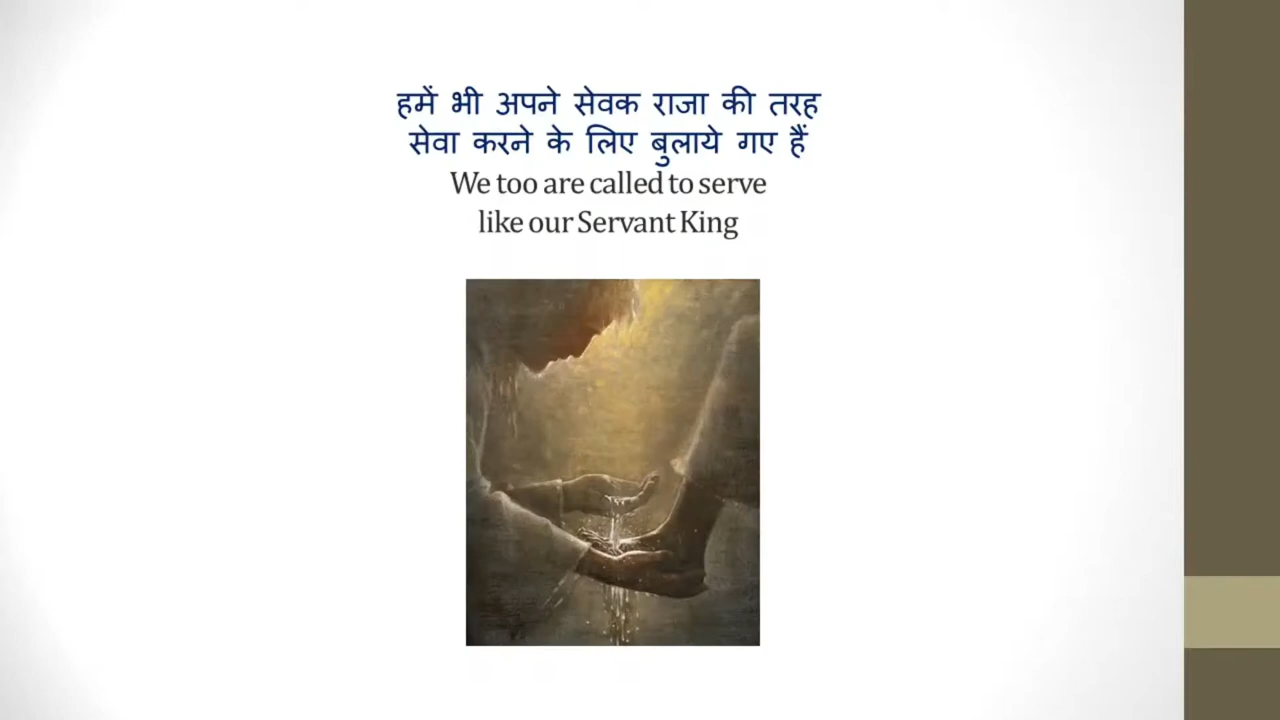 हमें भी अपने सेवक राजा की तरह
सेवा करने के लिए बुलाये गए हैं
We too are called to serve
like our Servant King